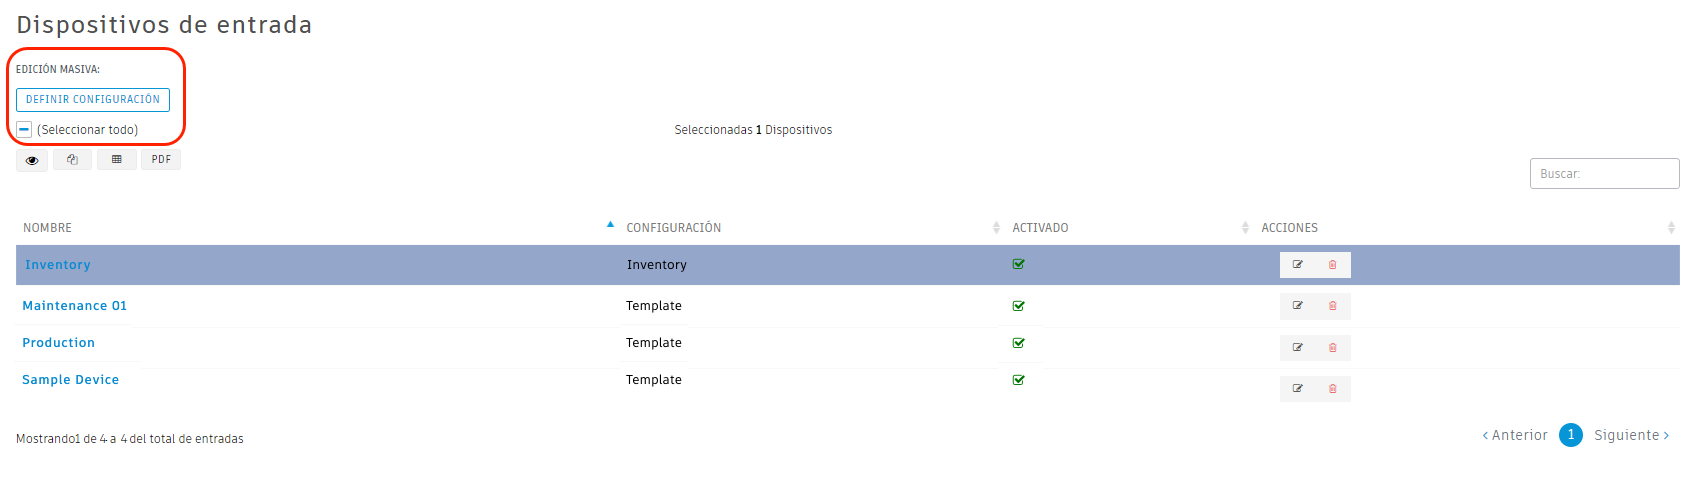 Dispositivos de entrada
EDICIÓN MASIVA:
DEFINIR CONFIGURACIÓN
(Seleccionar todo)
Seleccionadas 1 Dispositivos
PDF
Buscar:
NOMBRE CONFIGURACIÓN ACTIVADO ACCIONES
Inventory Inventory
Maintenance 01 Template
Production Template
Sample Device Template
Mostrando1 de 4 a 4 del total de entradas
‹ Anterior 1 Siguiente ›